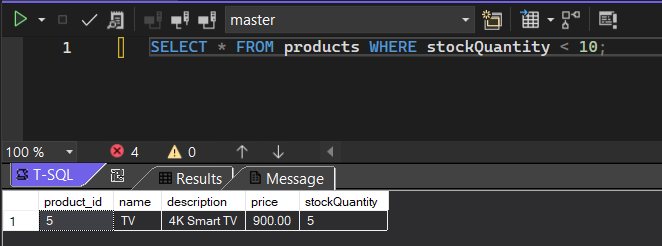 master
1 SELECT * FROM products WHERE stockQuantity < 10;
100 % 4 0
T-SQL Results Message
product_id name description price stockQuantity
1 5 TV 4K Smart TV 900.00 5